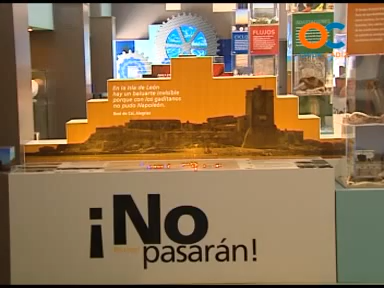 En la Isla de León
hay un baluarte invisible
porque con los gaditanos
no pudo Napoleón.
FLUJOS
¡No
pasarán!